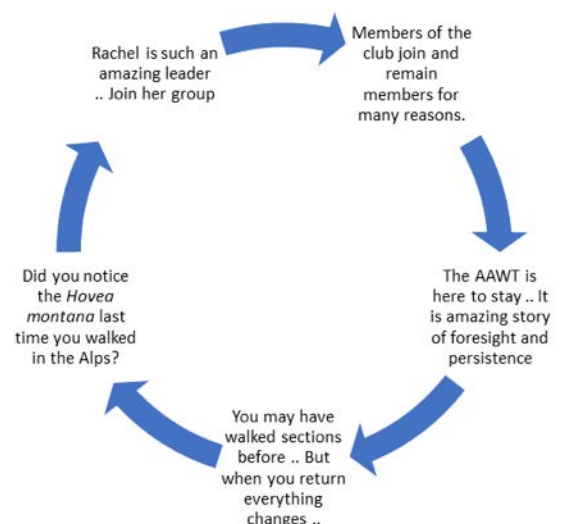 Rachel is such an
amazing leader
.. Join her group
Members of the
club join and
remain
members for
many reasons.
The AAWT is
here to stay .. It
is amazing story
of foresight and
persistence
You may have
walked sections
before .. But
when you return
everything
changes ..
Did you notice
the Hovea
montana last
time you walked
in the Alps?